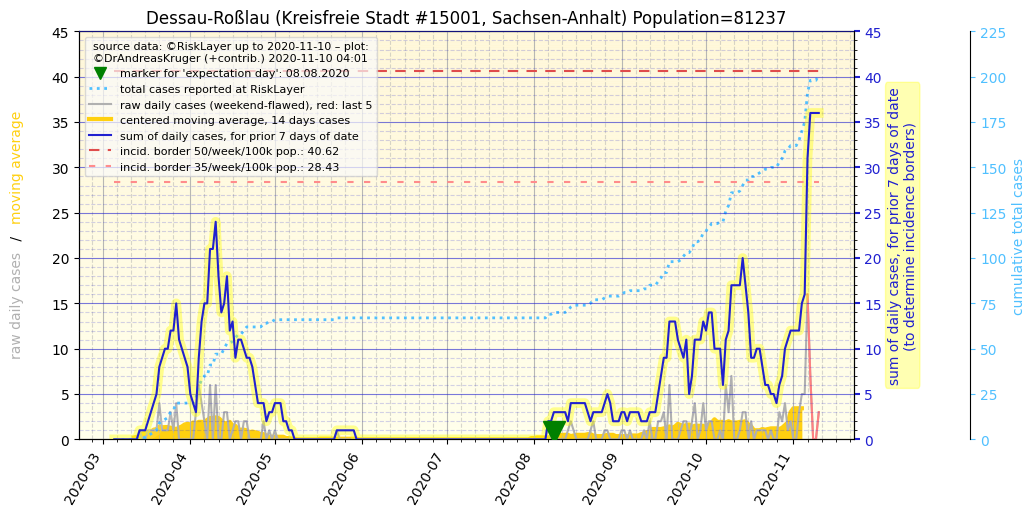 Dessau-Roßlau (Kreisfreie Stadt #15001, Sachsen-Anhalt) Population=81237
source data: ©RiskLayer up to 2020-11-10 – plot:
©DrAndreasKruger (+contrib.) 2020-11-10 04:01
marker for 'expectation day': 08.08.2020
total cases reported at RiskLayer
raw daily cases (weekend-flawed), red: last 5
centered moving average, 14 days cases
sum of daily cases, for prior 7 days of date
incid. border 50/week/100k pop.: 40.62
incid. border 35/week/100k pop.: 28.43
raw daily cases / moving average
45
40
35
30
25
20
15
10
5
0
2020-03
2020-04
2020-05
2020-06
2020-07
2020-08
2020-09
2020-10
2020-11
45
40
35
30
25
20
15
10
5
0
sum of daily cases, for prior 7 days of date
(to determine incidence borders)
225
200
175
150
125
100
75
50
25
0
cumulative total cases